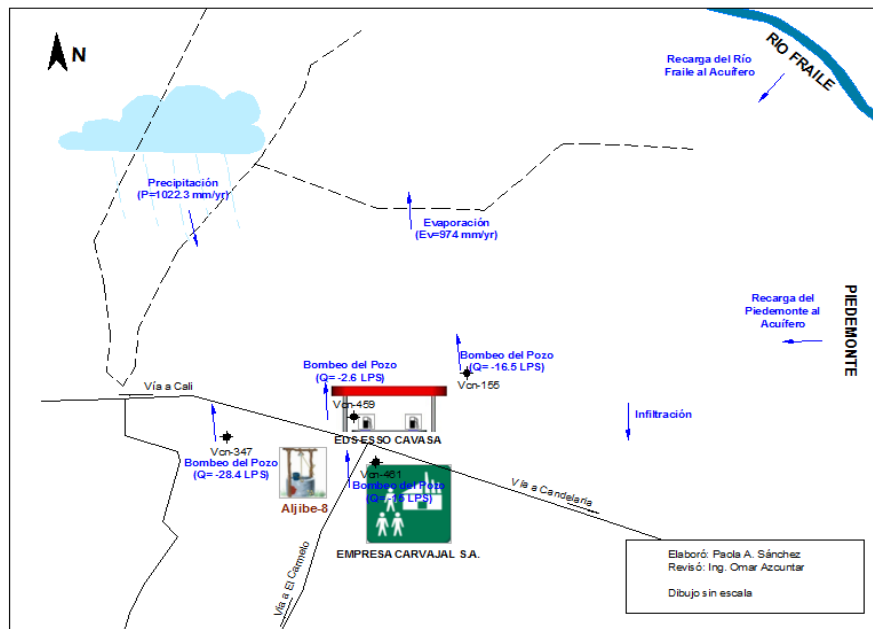 N
Recarga del Río
Fraile al Acuífero
RÍO FRAILE
Precipitación
(P=1022.3 mm/yr)
Evaporación
(Ev=974 mm/yr)
Recarga del
Piedemonte al
Acuífero
PIEDEMONTE
Bombeo del Pozo
(Q= -2.6 LPS)
Bombeo del Pozo
(Q= -16.5 LPS)
Vcn-155
Vía a Cali
Vcn-459
EDS ESSO CAVASA
Infiltración
Vcn-347
Bombeo del Pozo
(Q= -28.4 LPS)
Aljibe-8
Vcn-461
Bombeo del Pozo
(Q= -15 LPS)
Vía a Candelaria
EMPRESA CARVAJAL S.A.
Vía a El Carmelo
Elaboró: Paola A. Sánchez
Revisó: Ing. Omar Azcuntar
Dibujo sin escala